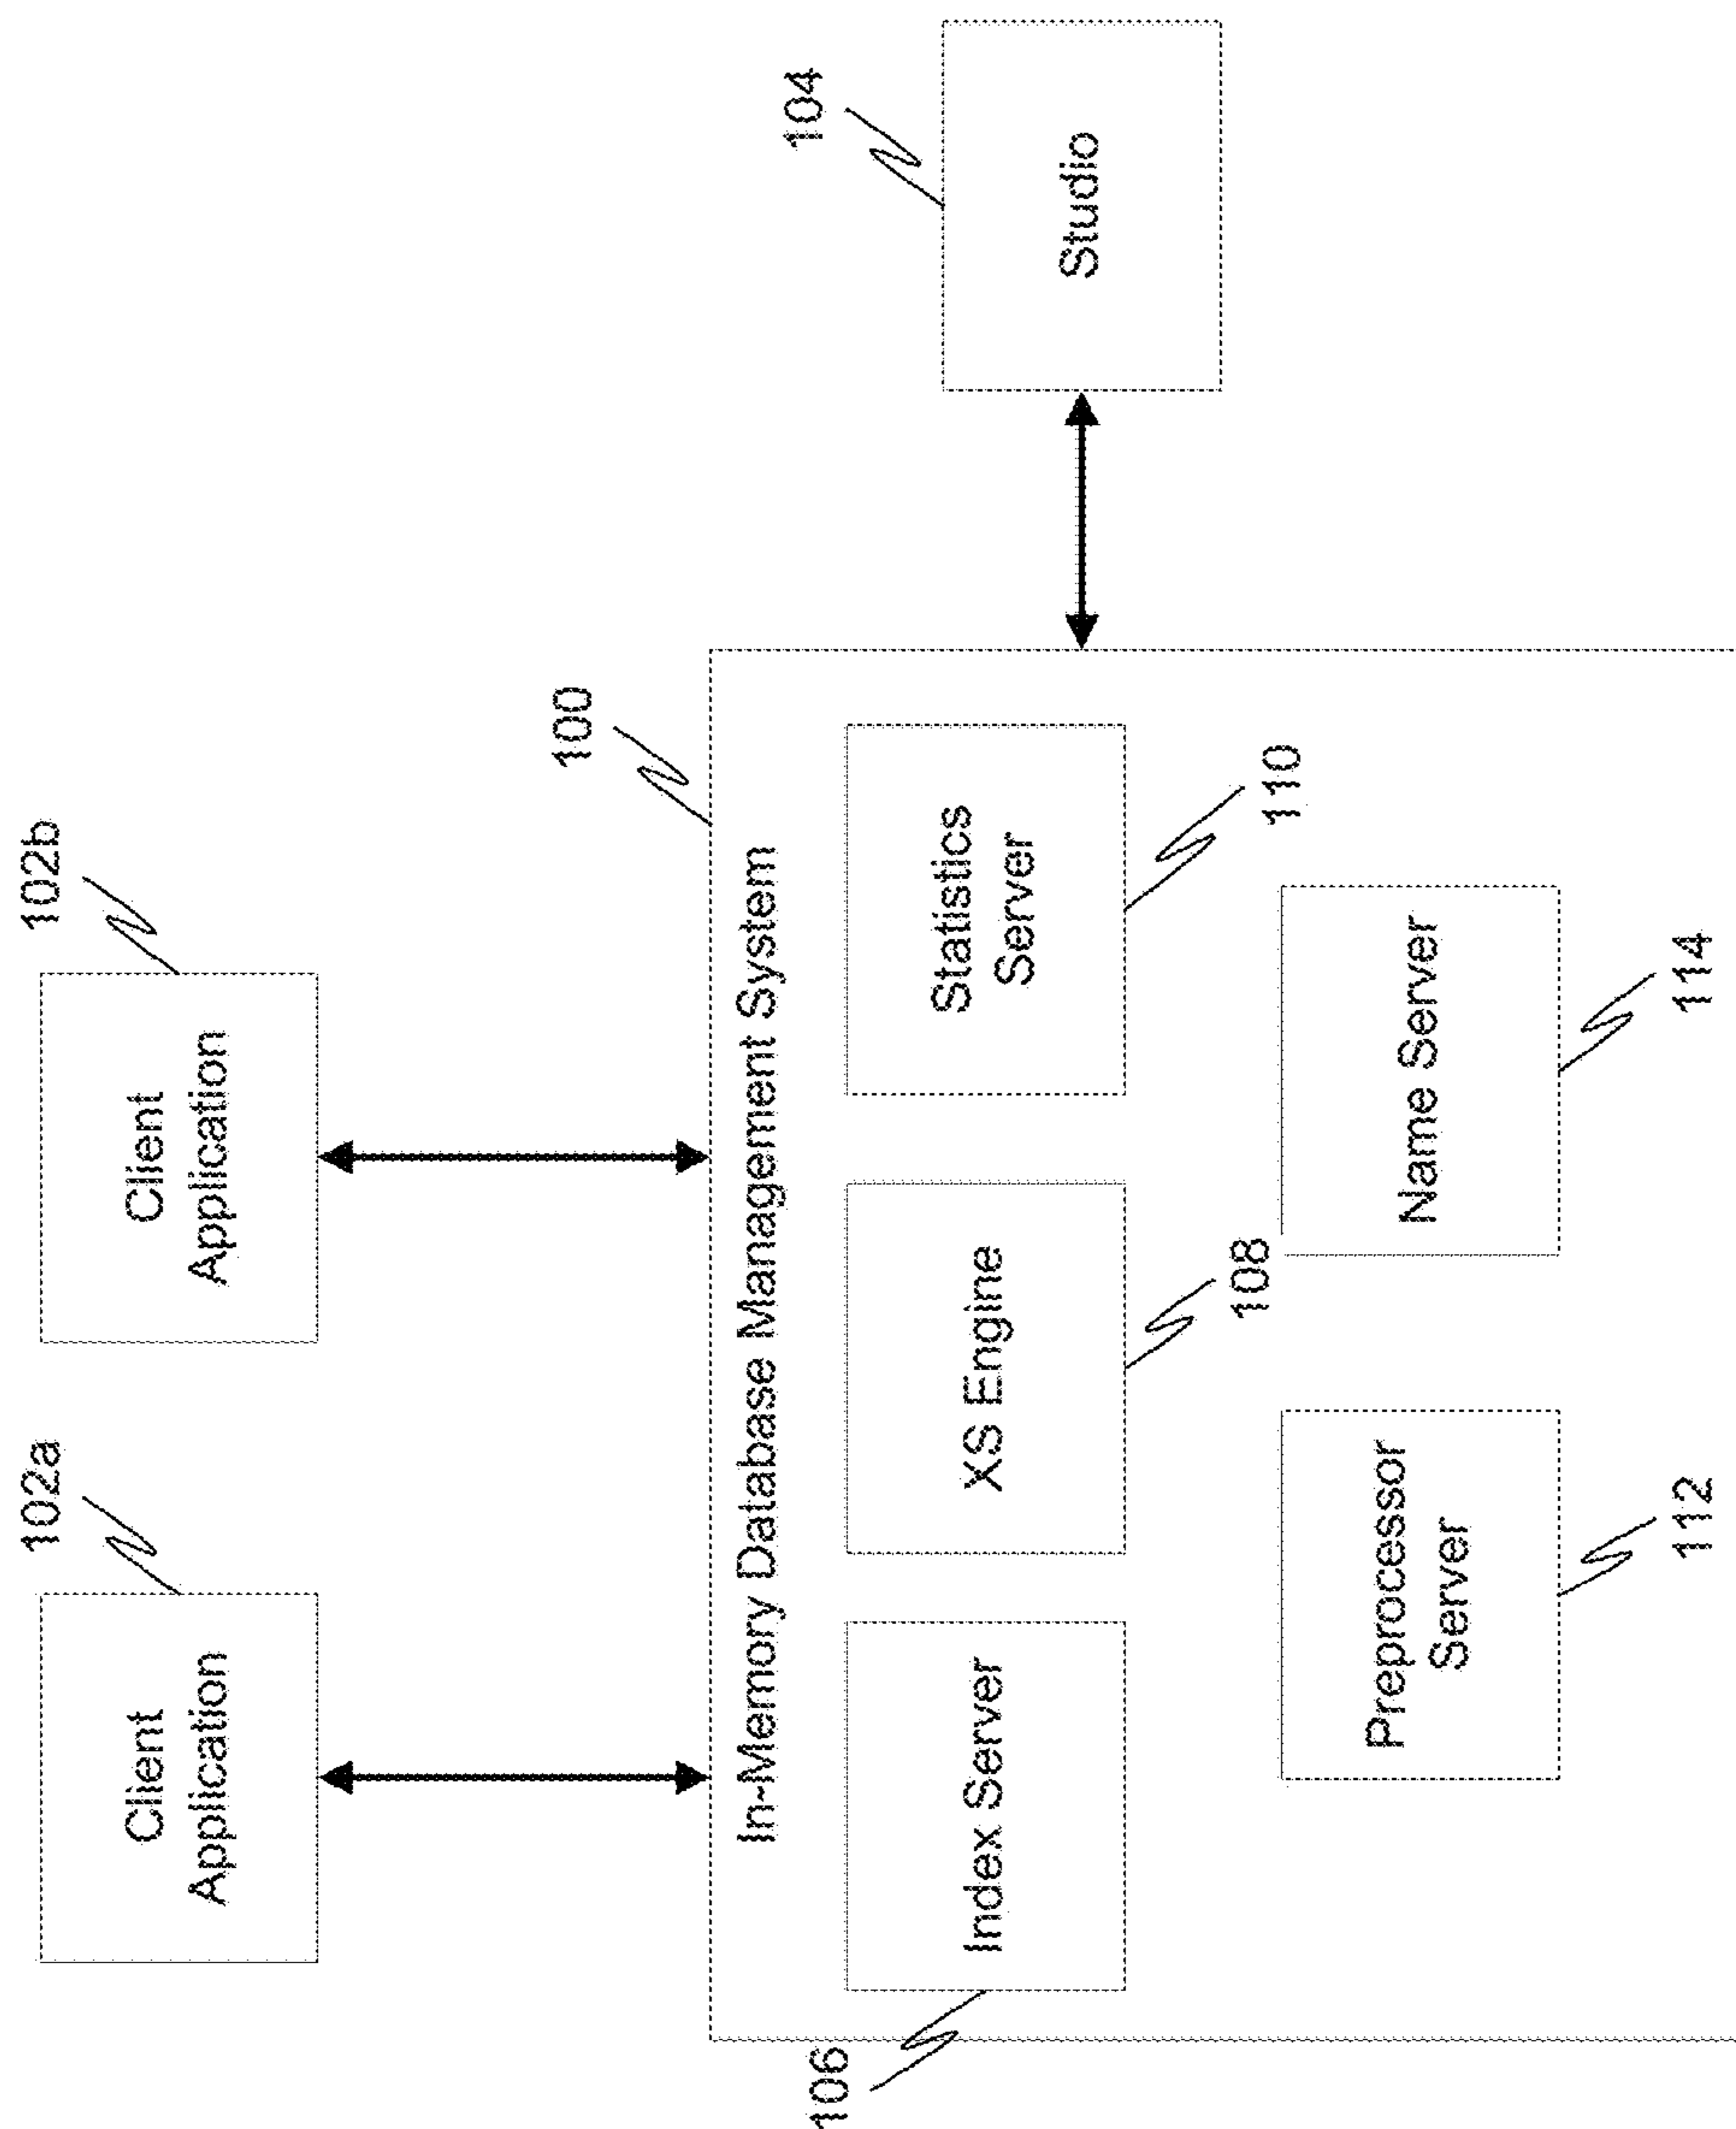 102a
102b
Client
Application
Client
Application
100
104
In-Memory Database Management System
Studio
Index Server
XS Engine
Statistics
Server
106
108
110
Preprocessor
Server
Name Server
112
114